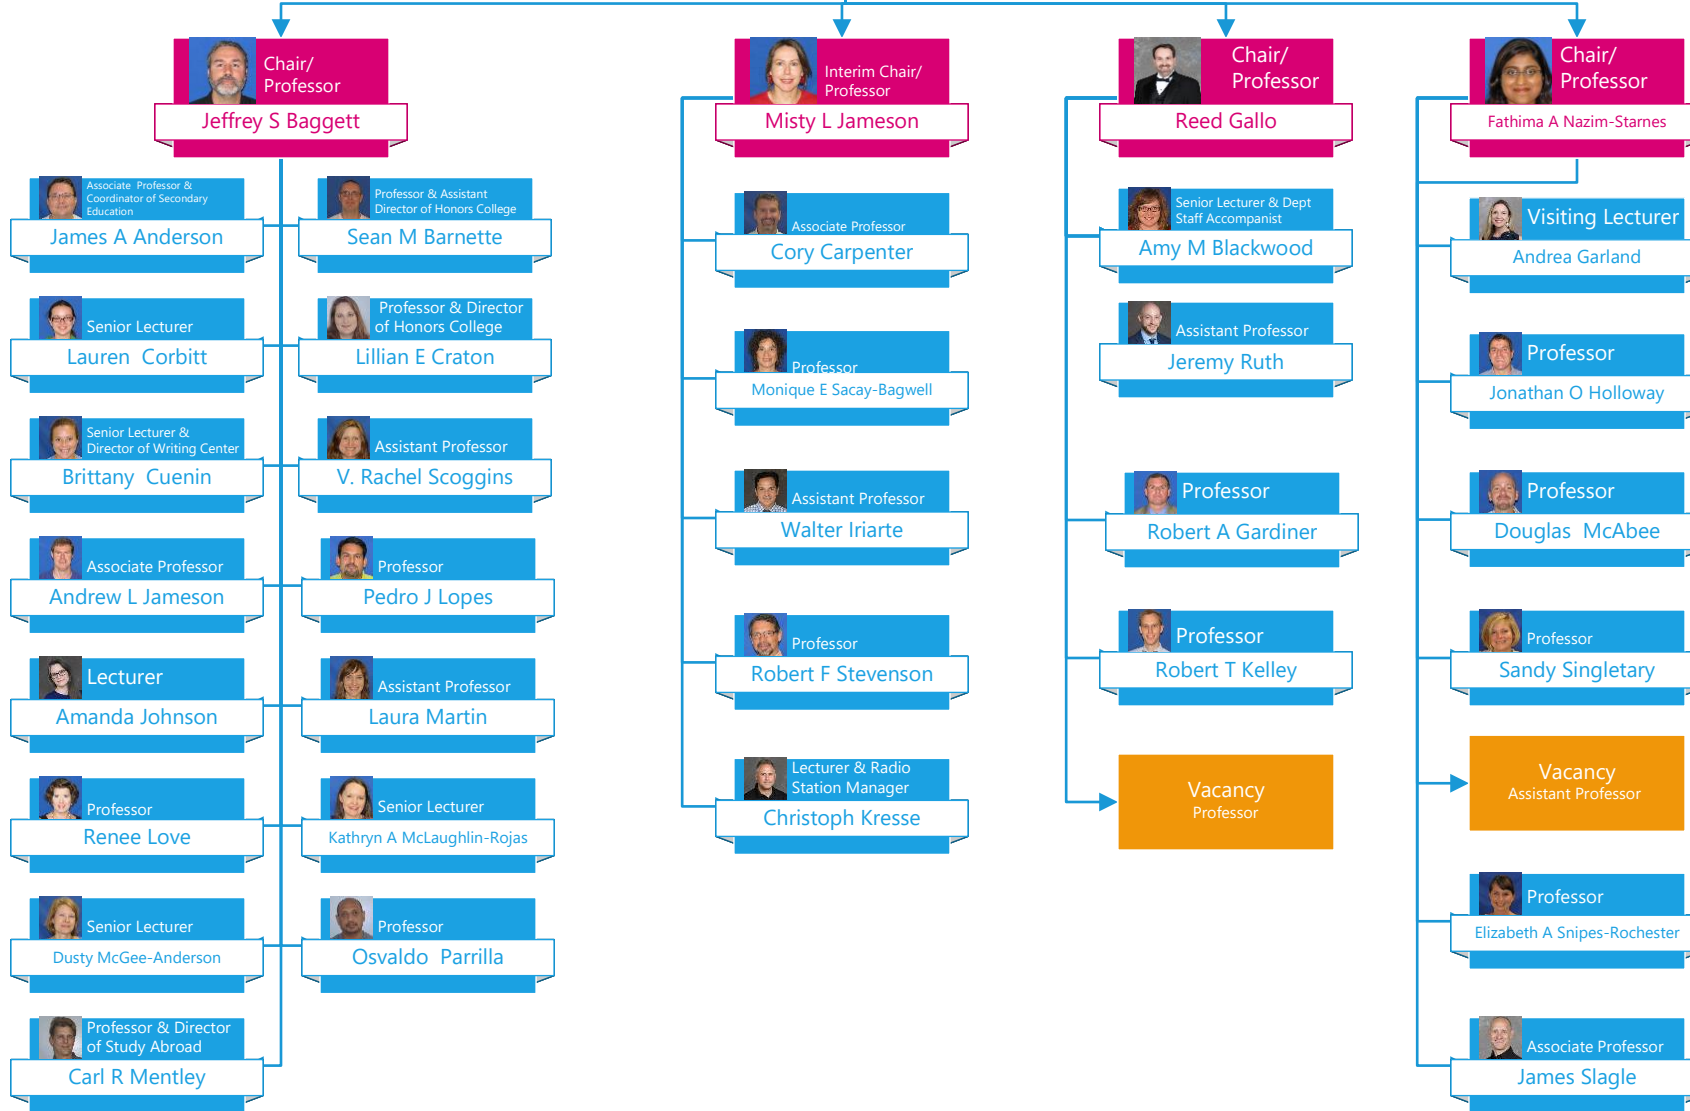 Chair/
Professor
Jeffrey S Baggett
Associate Professor &
Coordinator of Secondary
Education
James A Anderson
Professor & Assistant
Director of Honors College
Sean M Barnette
Senior Lecturer
Lauren Corbitt
Professor & Director
of Honors College
Lillian E Craton
Senior Lecturer &
Director of Writing Center
Brittany Cuenin
Assistant Professor
V. Rachel Scoggins
Associate Professor
Andrew L Jameson
Professor
Pedro J Lopes
Lecturer
Amanda Johnson
Assistant Professor
Laura Martin
Professor
Renee Love
Senior Lecturer
Kathryn A McLaughlin-Rojas
Senior Lecturer
Dusty McGee-Anderson
Professor
Osvaldo Parrilla
Professor & Director
of Study Abroad
Carl R Mentley
Interim Chair/
Professor
Misty L Jameson
Associate Professor
Cory Carpenter
Professor
Monique E Sacay-Bagwell
Assistant Professor
Walter Iriarte
Professor
Robert F Stevenson
Lecturer & Radio
Station Manager
Christoph Kresse
Chair/
Professor
Reed Gallo
Senior Lecturer & Dept
Staff Accompanist
Amy M Blackwood
Assistant Professor
Jeremy Ruth
Professor
Robert A Gardiner
Professor
Robert T Kelley
Vacancy
Professor
Chair/
Professor
Fathima A Nazim-Starnes
Visiting Lecturer
Andrea Garland
Professor
Jonathan O Holloway
Professor
Douglas McAbee
Professor
Sandy Singletary
Vacancy
Assistant Professor
Professor
Elizabeth A Snipes-Rochester
Associate Professor
James Slagle